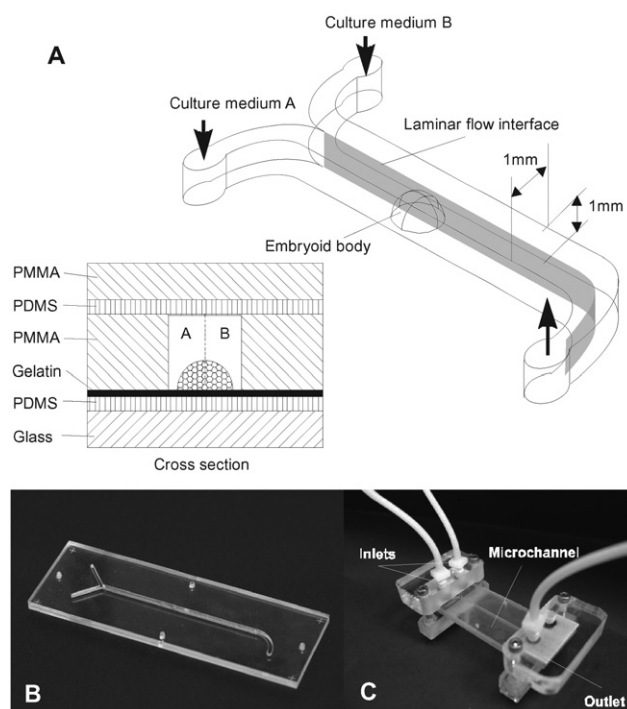 A
Culture medium B
Culture medium A
Laminar flow interface
1mm
1mm
Embryoid body
PMMA
PDMS
PMMA
Gelatin
PDMS
Glass
A
B
Cross section
B
Inlets
Microchannel
Outlet
C